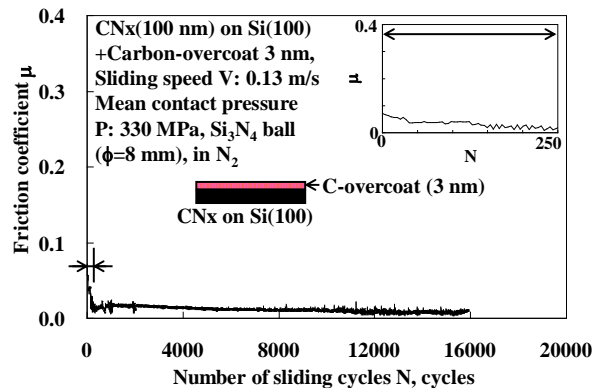 CNx(100 nm) on Si(100)
+Carbon-overcoat 3 nm,
Sliding speed V: 0.13 m/s
Mean contact pressure
P: 330 MPa, Si₃N₄ ball
(ϕ=8 mm), in N₂
0.4
μ
0
0
N
250
C-overcoat (3 nm)
CNx on Si(100)
Friction coefficient μ
0.4
0.3
0.2
0.1
0.0
0
4000
8000
12000
16000
20000
Number of sliding cycles N, cycles